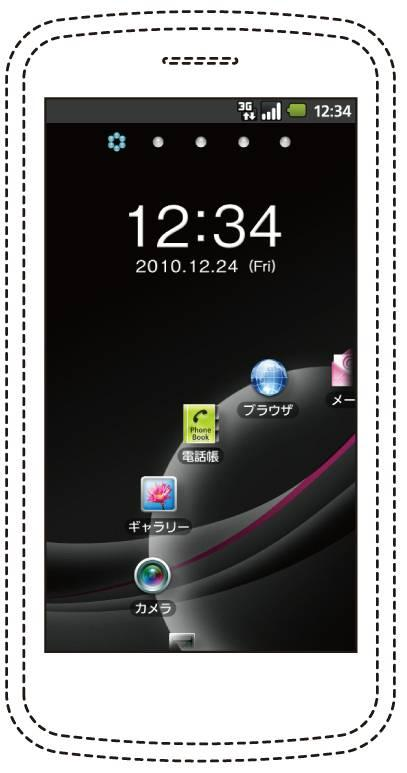 3G 12:34
12:34
2010.12.24 (Fri)
ブラウザ
メー
Phone
Book
電話帳
ギャラリー
カメラ